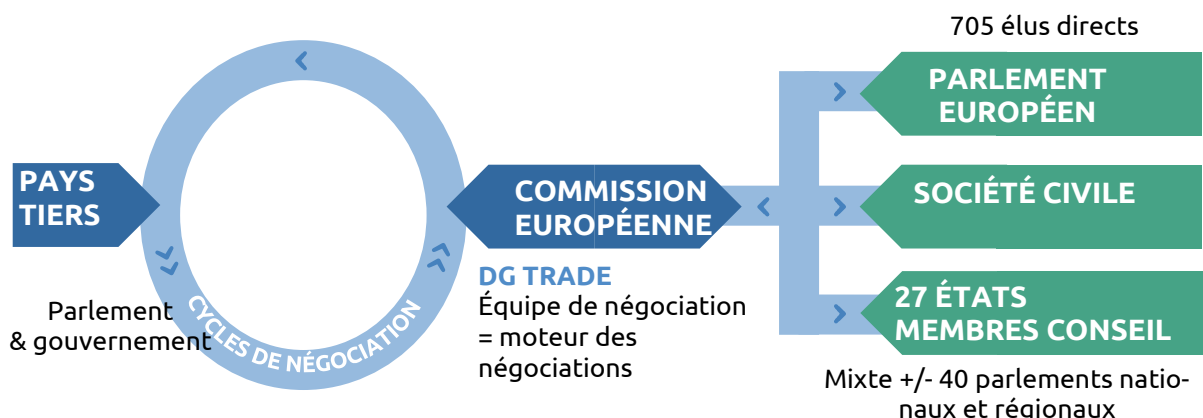 PAYS
TIERS
Parlement
& gouvernement
CYCLES DE NÉGOCIATION
COMMISSION
EUROPÉENNE
DG TRADE
Équipe de négociation
= moteur des
négociations
705 élus directs
PARLEMENT
EUROPÉEN
SOCIÉTÉ CIVILE
27 ÉTATS
MEMBRES CONSEIL
Mixte +/- 40 parlements natio-
naux et régionaux